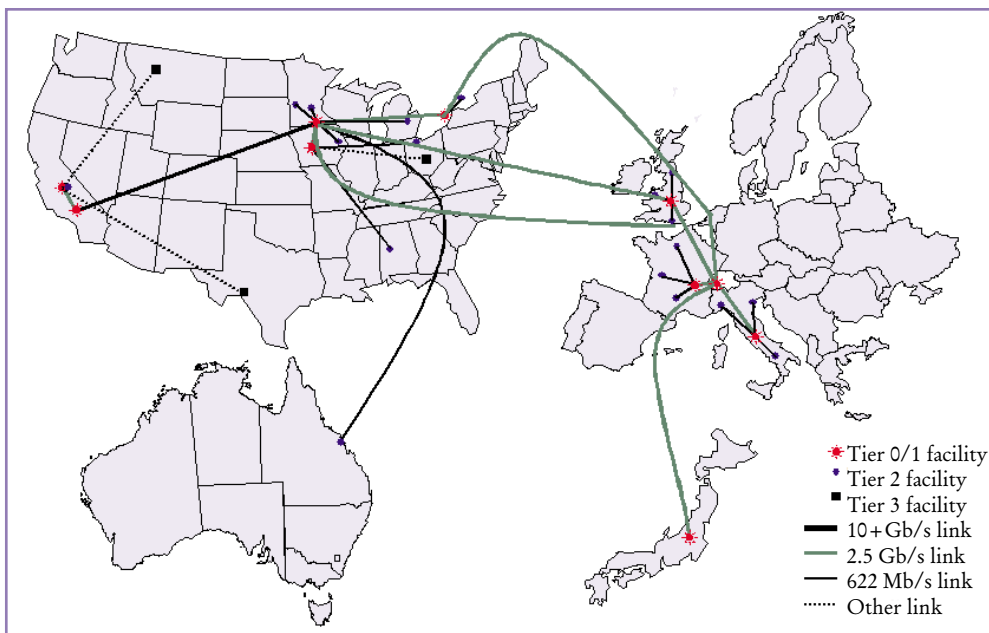 Tier 0/1 facility
Tier 2 facility
Tier 3 facility
10+Gb/s link
2.5 Gb/s link
622 Mb/s link
Other link